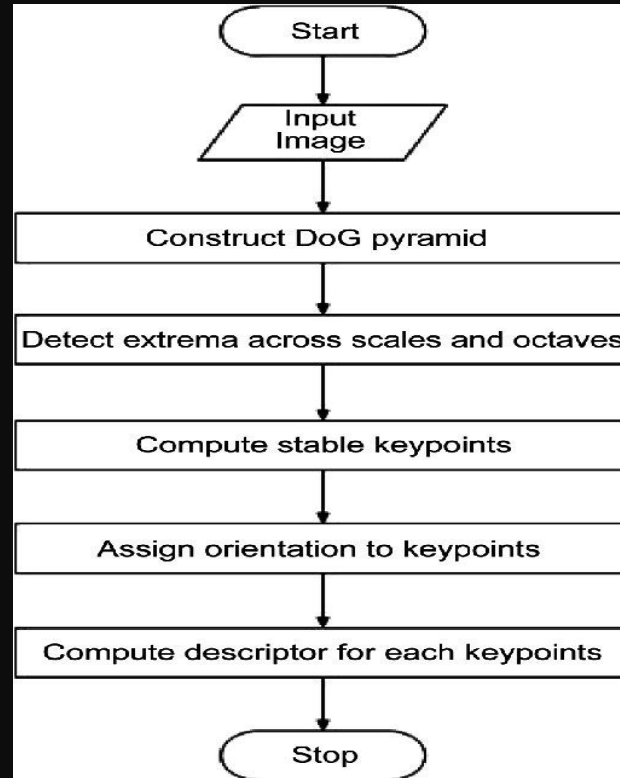 Start
Input
Image
Construct DoG pyramid
Detect extrema across scales and octaves
Compute stable keypoints
Assign orientation to keypoints
Compute descriptor for each keypoints
Stop